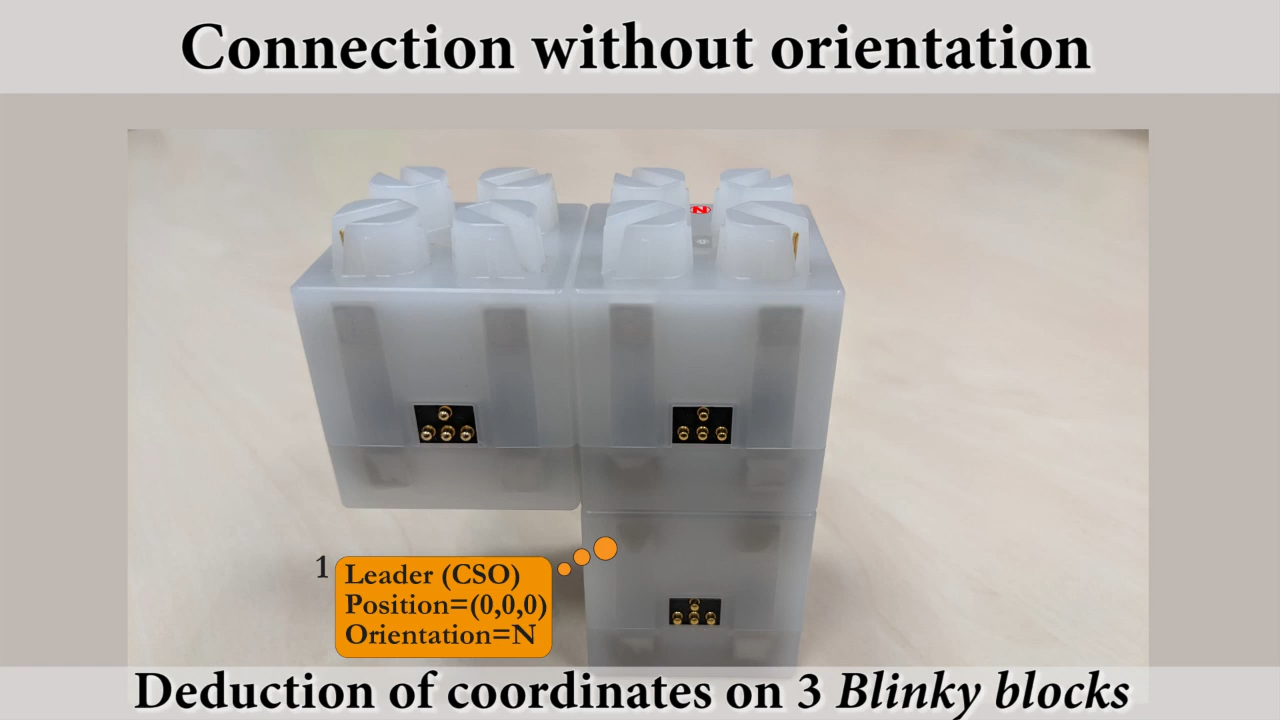 Connection without orientation
N
1
Leader (CSO)
Position=(0,0,0)
Orientation=N
Deduction of coordinates on 3 Blinky blocks